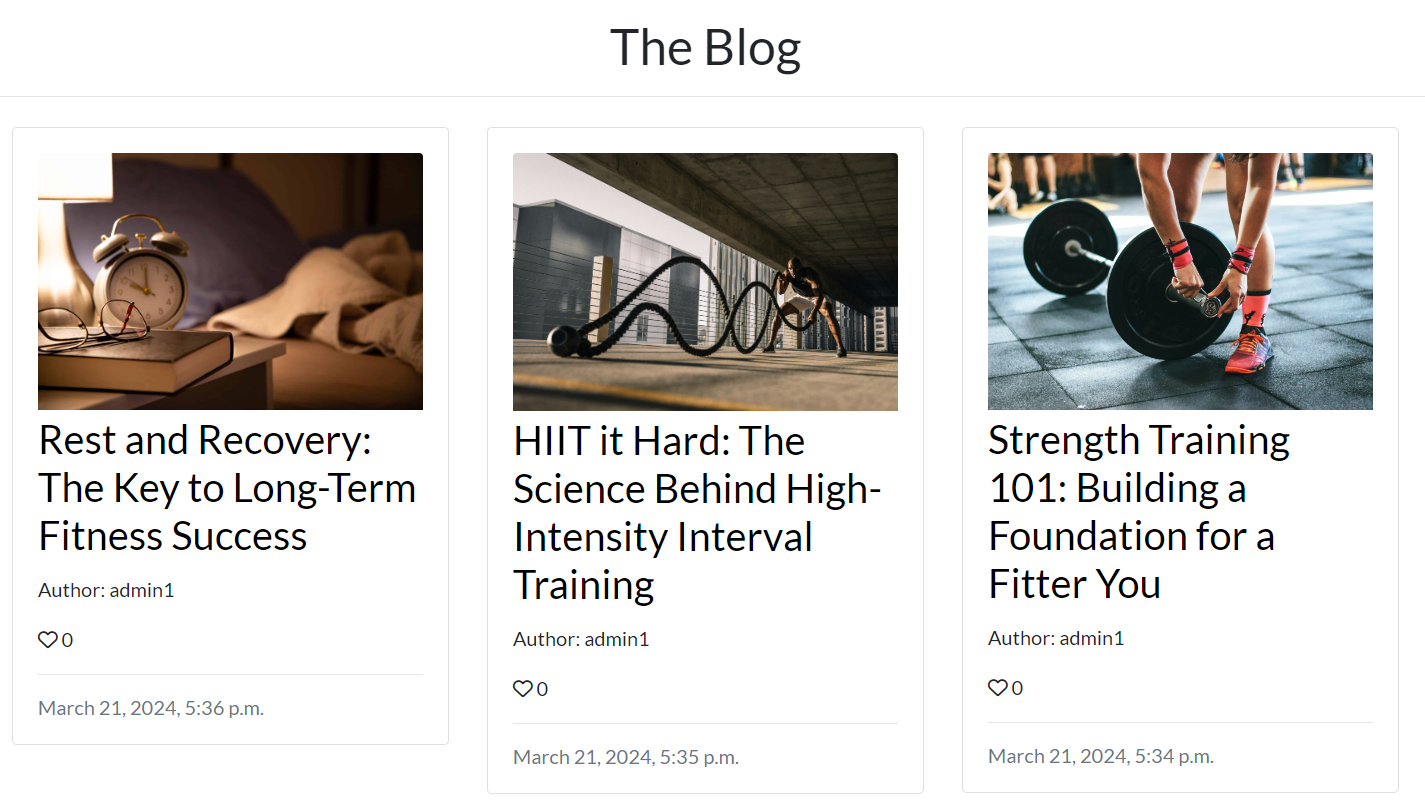 The Blog
Rest and Recovery:
The Key to Long-Term
Fitness Success
Author: admin1
0
March 21, 2024, 5:36 p.m.
HIIT it Hard: The
Science Behind High-
Intensity Interval
Training
Author: admin1
0
March 21, 2024, 5:35 p.m.
Strength Training
101: Building a
Foundation for a
Fitter You
Author: admin1
0
March 21, 2024, 5:34 p.m.